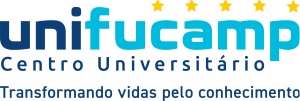 unifucamp
Centro Universitário
Transformando vidas pelo conhecimento